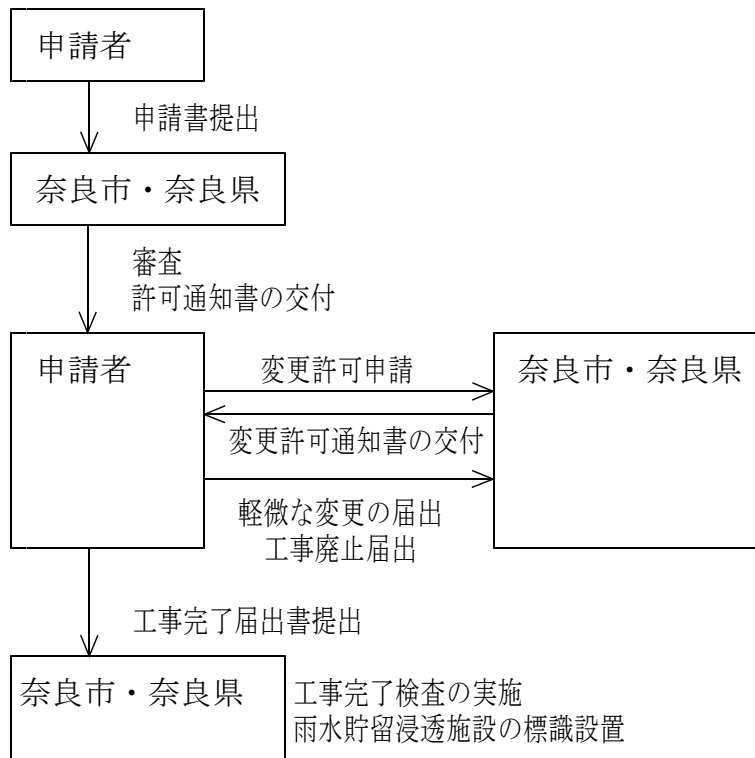 申請者
申請書提出
奈良市・奈良県
審査
許可通知書の交付
申請者
変更許可申請
奈良市・奈良県
変更許可通知書の交付
軽微な変更の届出
工事廃止届出
工事完了届出書提出
奈良市・奈良県
工事完了検査の実施
雨水貯留浸透施設の標識設置